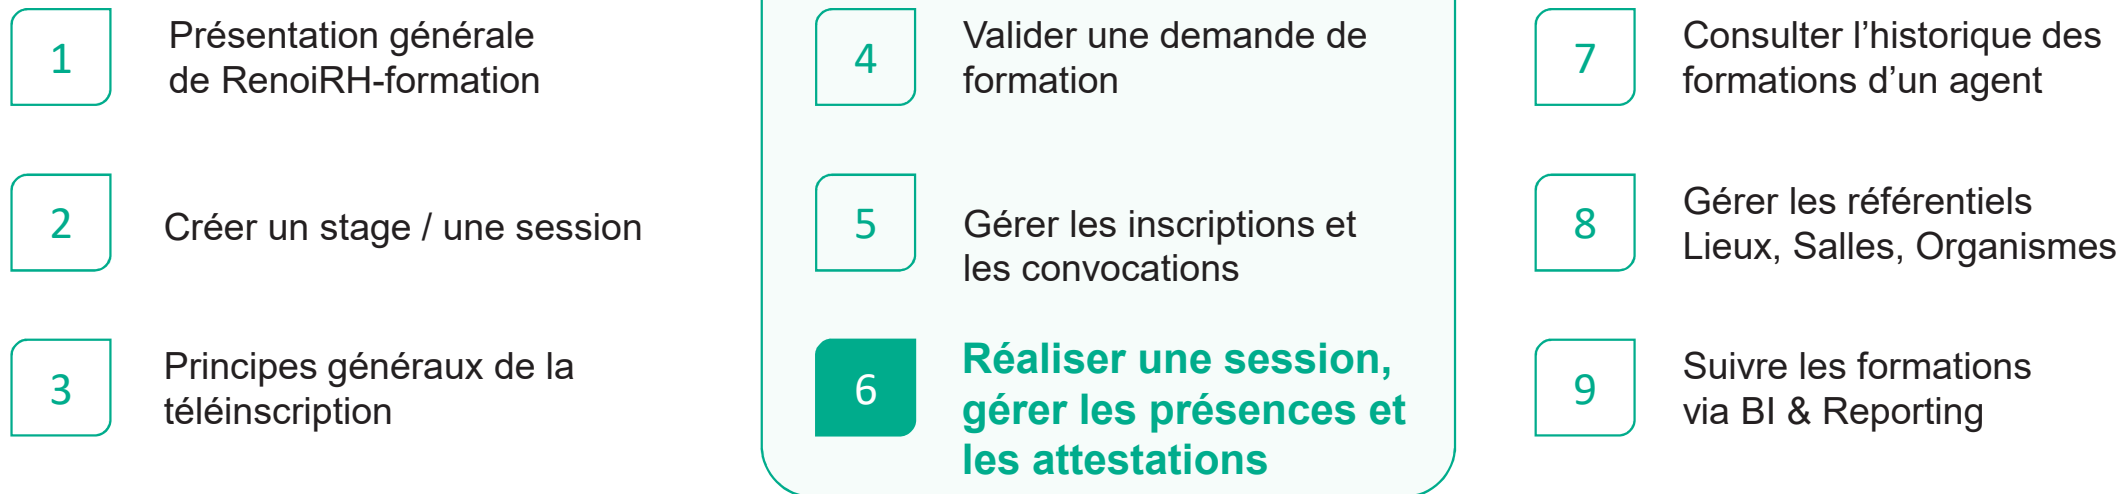 1
Présentation générale
de RenoiRH-formation
2
Créer un stage / une session
3
Principes généraux de la
téléinscription
4
Valider une demande de
formation
5
Gérer les inscriptions et
les convocations
6
Réaliser une session,
gérer les présences et
les attestations
7
Consulter l’historique des
formations d’un agent
8
Gérer les référentiels
Lieux, Salles, Organismes
9
Suivre les formations
via BI & Reporting